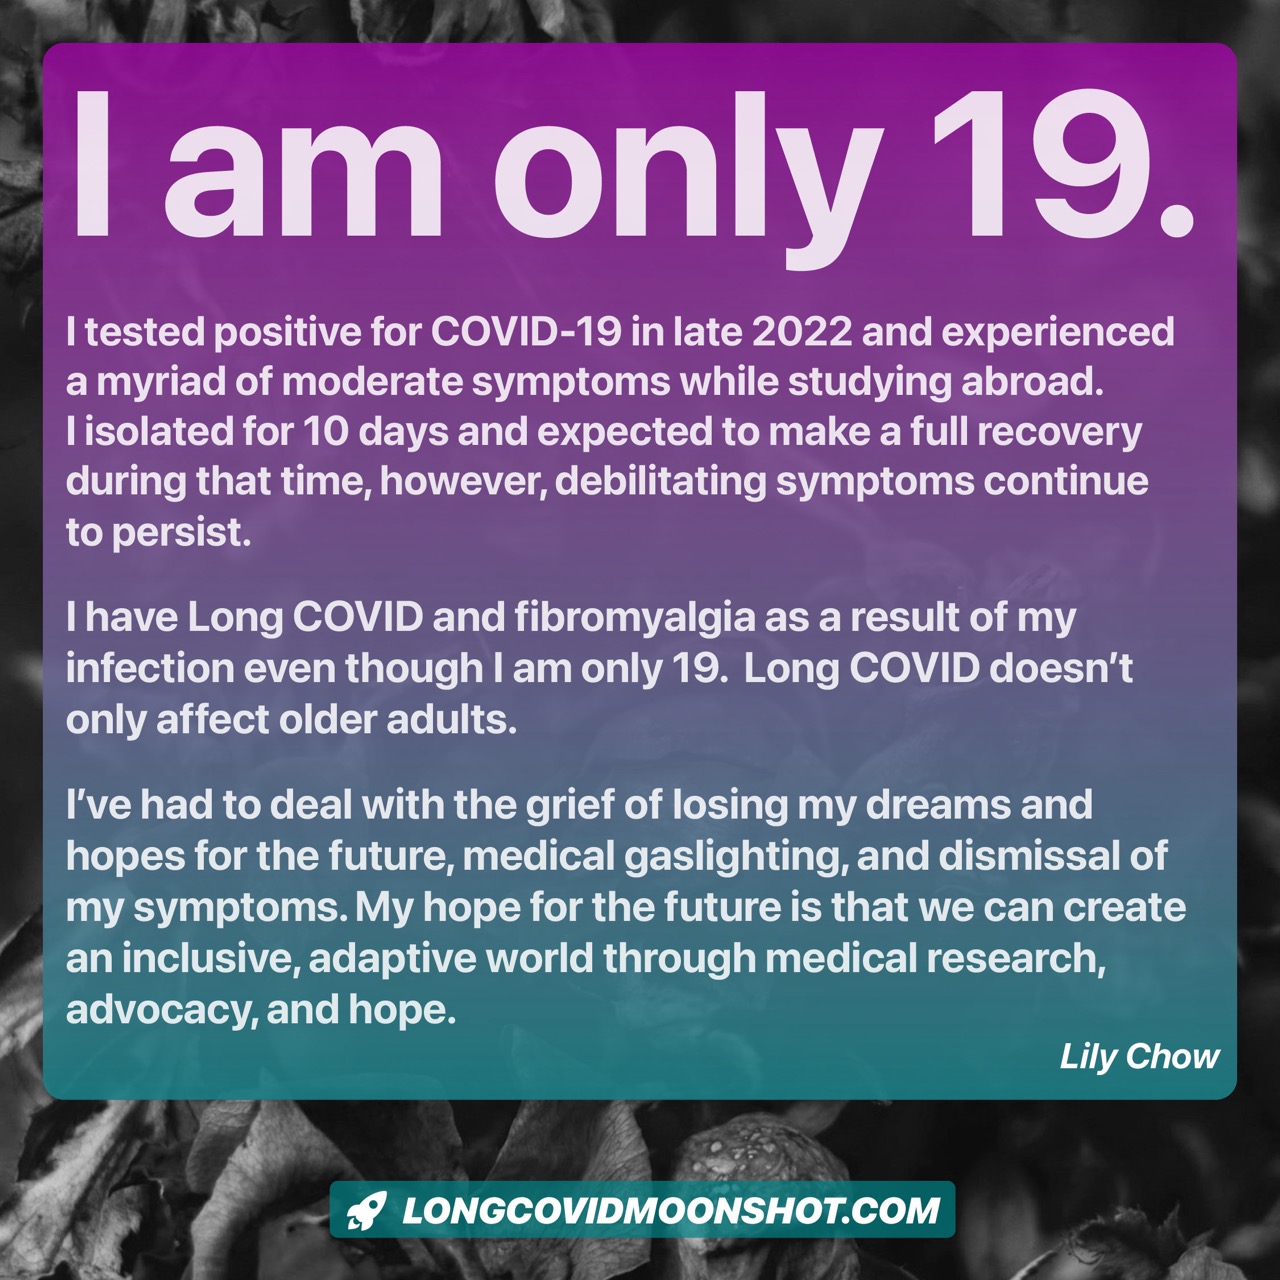 I am only 19.
I tested positive for COVID-19 in late 2022 and experienced
a myriad of moderate symptoms while studying abroad.
I isolated for 10 days and expected to make a full recovery
during that time, however, debilitating symptoms continue
to persist.
I have Long COVID and fibromyalgia as a result of my
infection even though I am only 19.  Long COVID doesn’t
only affect older adults.
I’ve had to deal with the grief of losing my dreams and
hopes for the future, medical gaslighting, and dismissal of
my symptoms. My hope for the future is that we can create
an inclusive, adaptive world through medical research,
advocacy, and hope.
Lily Chow
LONGCOVIDMOONSHOT.COM